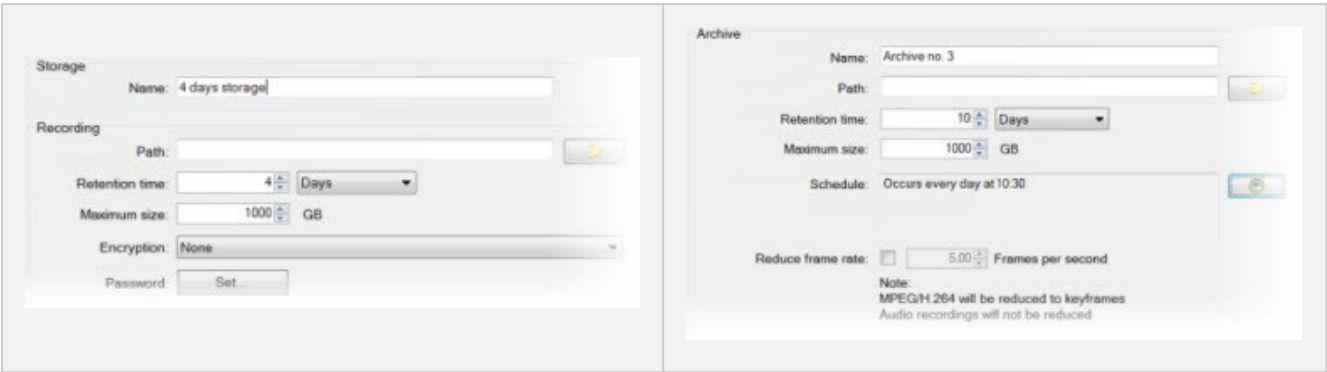 Storage
Name: 4 days storage
Recording
Path:
Retention time: 4 Days
Maximum size: 1000 GB
Encryption: None
Password: Set...
Archive
Name: Archive no. 3
Path:
Retention time: 10 Days
Maximum size: 1000 GB
Schedule: Occurs every day at 10:30
Reduce frame rate: 5.00 Frames per second
Note:
MPEG/H.264 will be reduced to keyframes
Audio recordings will not be reduced